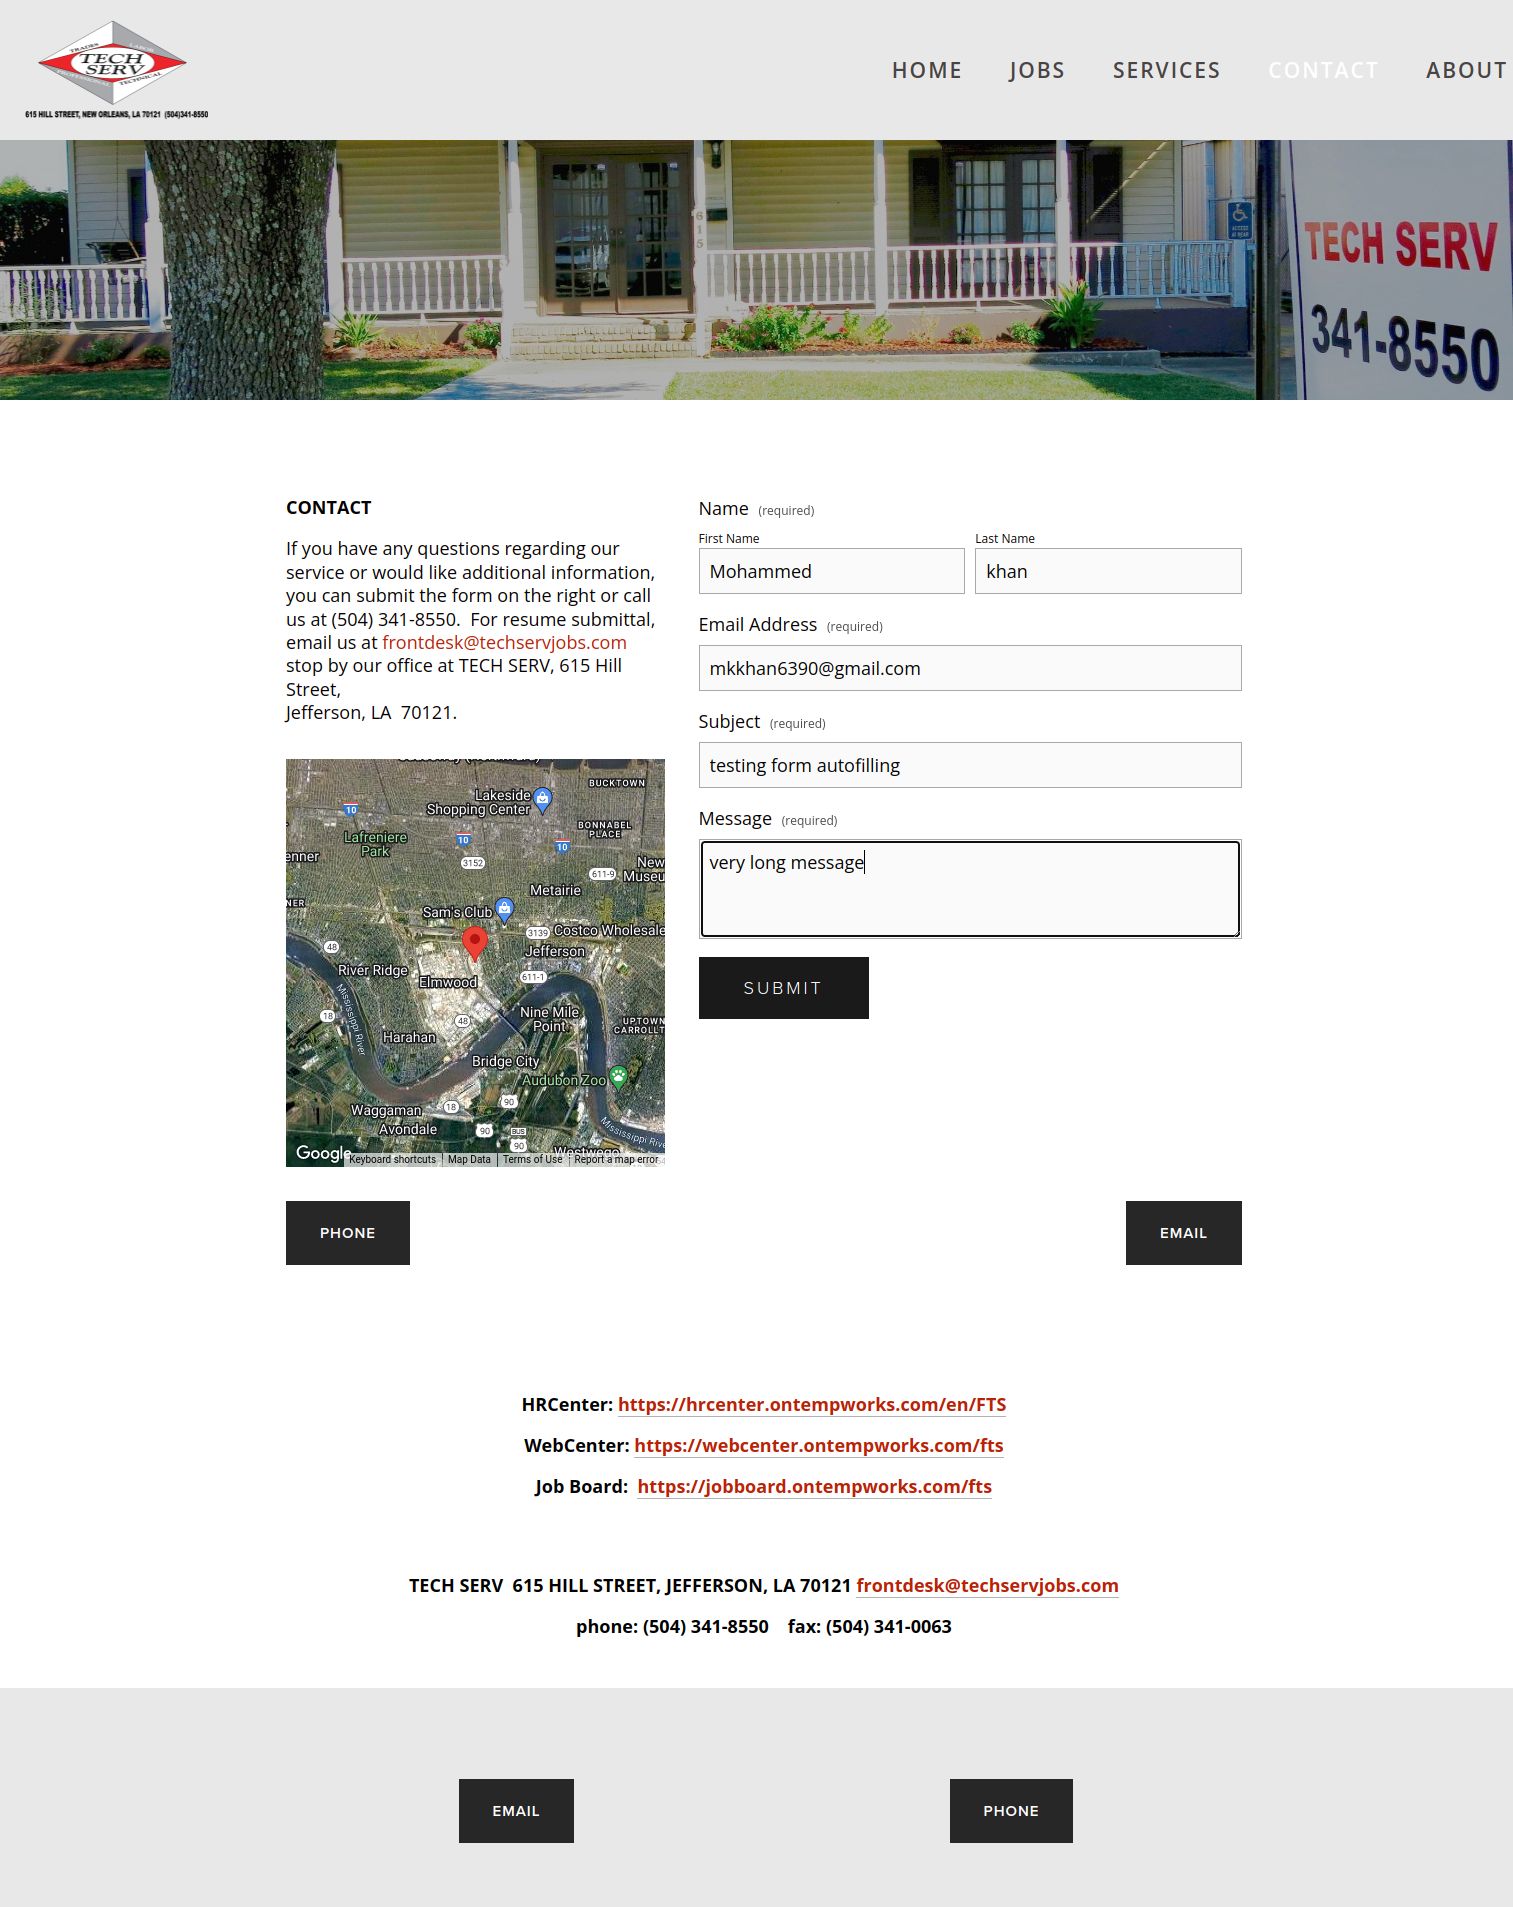 TRADES LABOR
TECH
SERV
PROFESSIONAL TECHNICAL
615 HILL STREET, NEW ORLEANS, LA 70121 (504)341-8550
HOME JOBS SERVICES CONTACT ABOUT
615
ACCESS
AT REAR
TECH SERV
341-8550
CONTACT
If you have any questions regarding our
service or would like additional information,
you can submit the form on the right or call
us at (504) 341-8550.  For resume submittal,
email us at frontdesk@techservjobs.com
stop by our office at TECH SERV, 615 Hill
Street,
Jefferson, LA  70121.
Name (required)
First Name Last Name
Mohammed khan
Email Address (required)
mkkhan6390@gmail.com
Subject (required)
testing form autofilling
Message (required)
very long message
SUBMIT
BUCKTOWN
Lakeside
Shopping Center
10
BONNABEL
PLACE
Lafreniere
Park
10
10
enner
3152
New
611-9
Museu
Metairie
NER
Sam's Club
3139
Costco Wholesale
48
Jefferson
River Ridge
Elmwood
611-1
Mississippi River
18
48
Nine Mile
Point
UPTOWN
CARROLLT
Harahan
Bridge City
Audubon Zoo
Waggaman
18
90
Avondale
90
BUS
90
Mississippi Rive
Westwego
Google
Keyboard shortcuts Map Data Terms of Use Report a map error
PHONE EMAIL
HRCenter: https://hrcenter.ontempworks.com/en/FTS
WebCenter: https://webcenter.ontempworks.com/fts
Job Board:  https://jobboard.ontempworks.com/fts
TECH SERV  615 HILL STREET, JEFFERSON, LA 70121 frontdesk@techservjobs.com
phone: (504) 341-8550    fax: (504) 341-0063
EMAIL PHONE